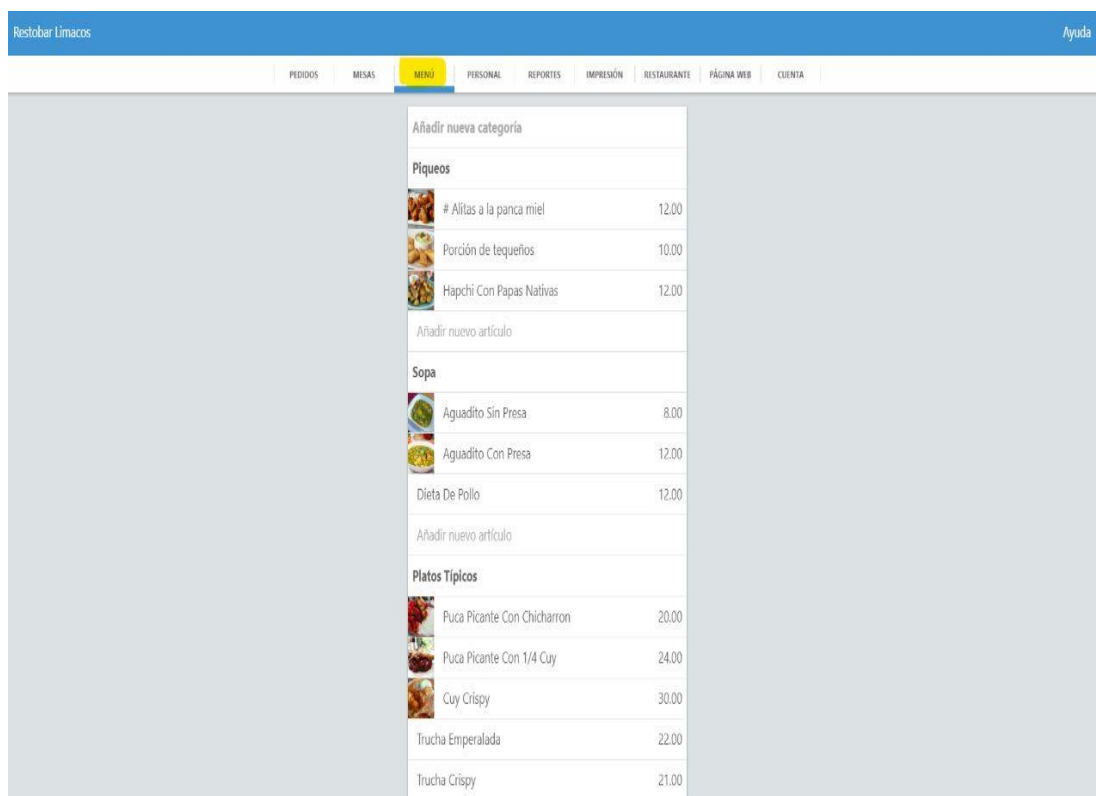 Restobar Limacos Ayuda
PEDIDOS MESAS MENÚ PERSONAL REPORTES IMPRESIÓN RESTAURANTE PÁGINA WEB CUENTA
Añadir nueva categoría
Piqueos
# Alitas a la panca miel 12.00
Porción de tequeños 10.00
Hapchi Con Papas Nativas 12.00
Añadir nuevo artículo
Sopa
Aguadito Sin Presa 8.00
Aguadito Con Presa 12.00
Dieta De Pollo 12.00
Añadir nuevo artículo
Platos Típicos
Puca Picante Con Chicharron 20.00
Puca Picante Con 1/4 Cuy 24.00
Cuy Crispy 30.00
Trucha Emperalada 22.00
Trucha Crispy 21.00